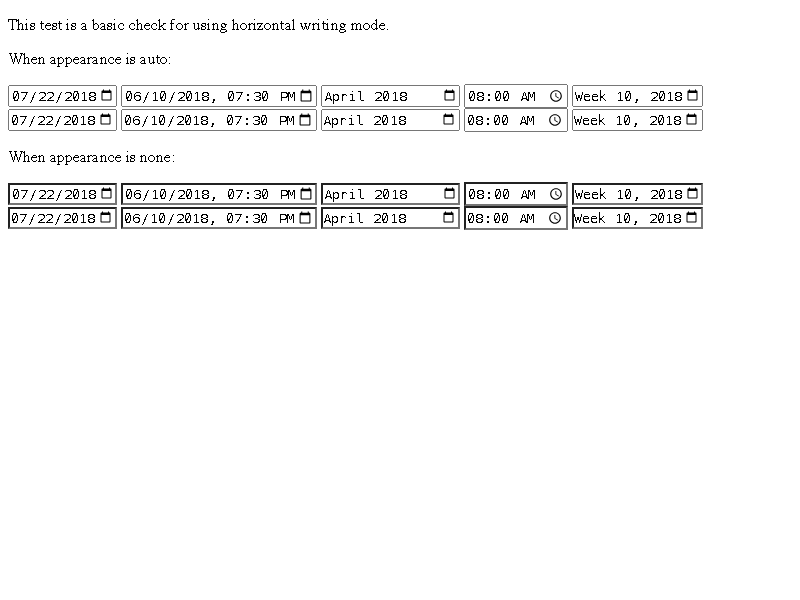 This test is a basic check for using horizontal writing mode.
When appearance is auto:
07/22/2018 06/10/2018, 07:30 PM April 2018 08:00 AM Week 10, 2018
07/22/2018 06/10/2018, 07:30 PM April 2018 08:00 AM Week 10, 2018
When appearance is none:
07/22/2018 06/10/2018, 07:30 PM April 2018 08:00 AM Week 10, 2018
07/22/2018 06/10/2018, 07:30 PM April 2018 08:00 AM Week 10, 2018